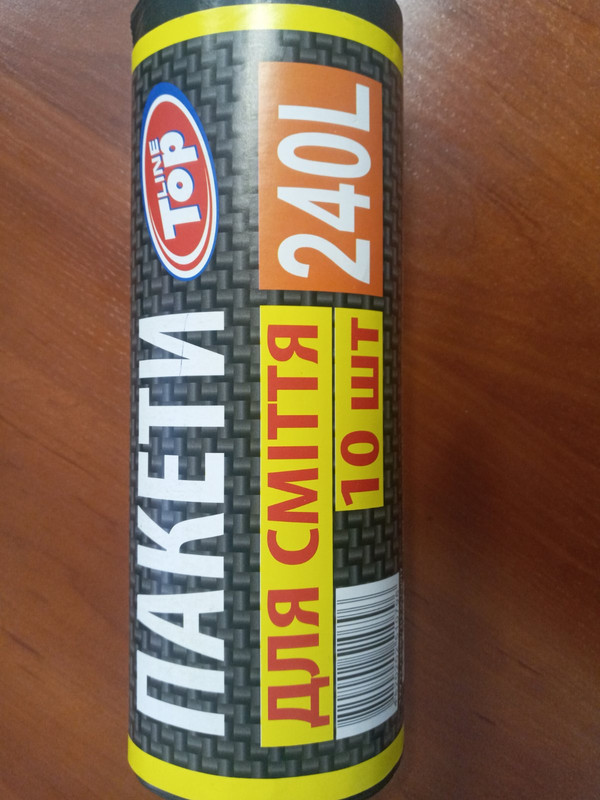 TOP
LINE
240L
ПАКЕТИ
ДЛЯ СМІТТЯ
10 шт